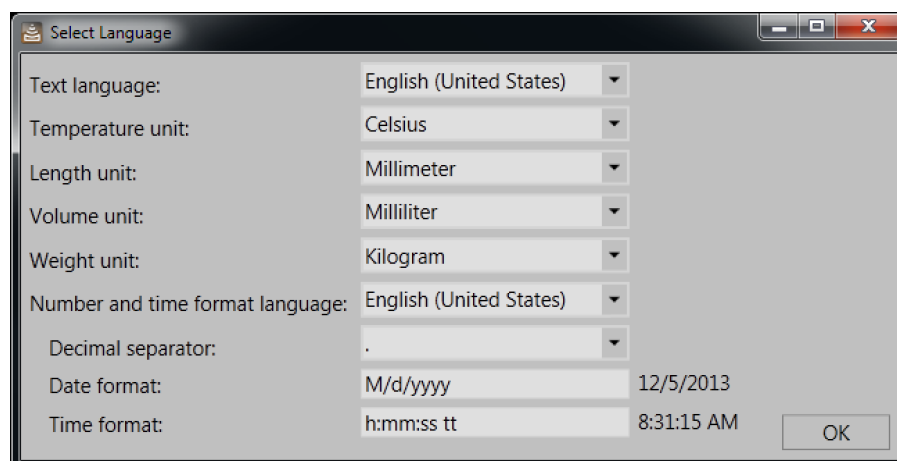 Select Language
Text language: English (United States)
Temperature unit: Celsius
Length unit: Millimeter
Volume unit: Milliliter
Weight unit: Kilogram
Number and time format language: English (United States)
Decimal separator: .
Date format: M/d/yyyy 12/5/2013
Time format: h:mm:ss tt 8:31:15 AM
OK